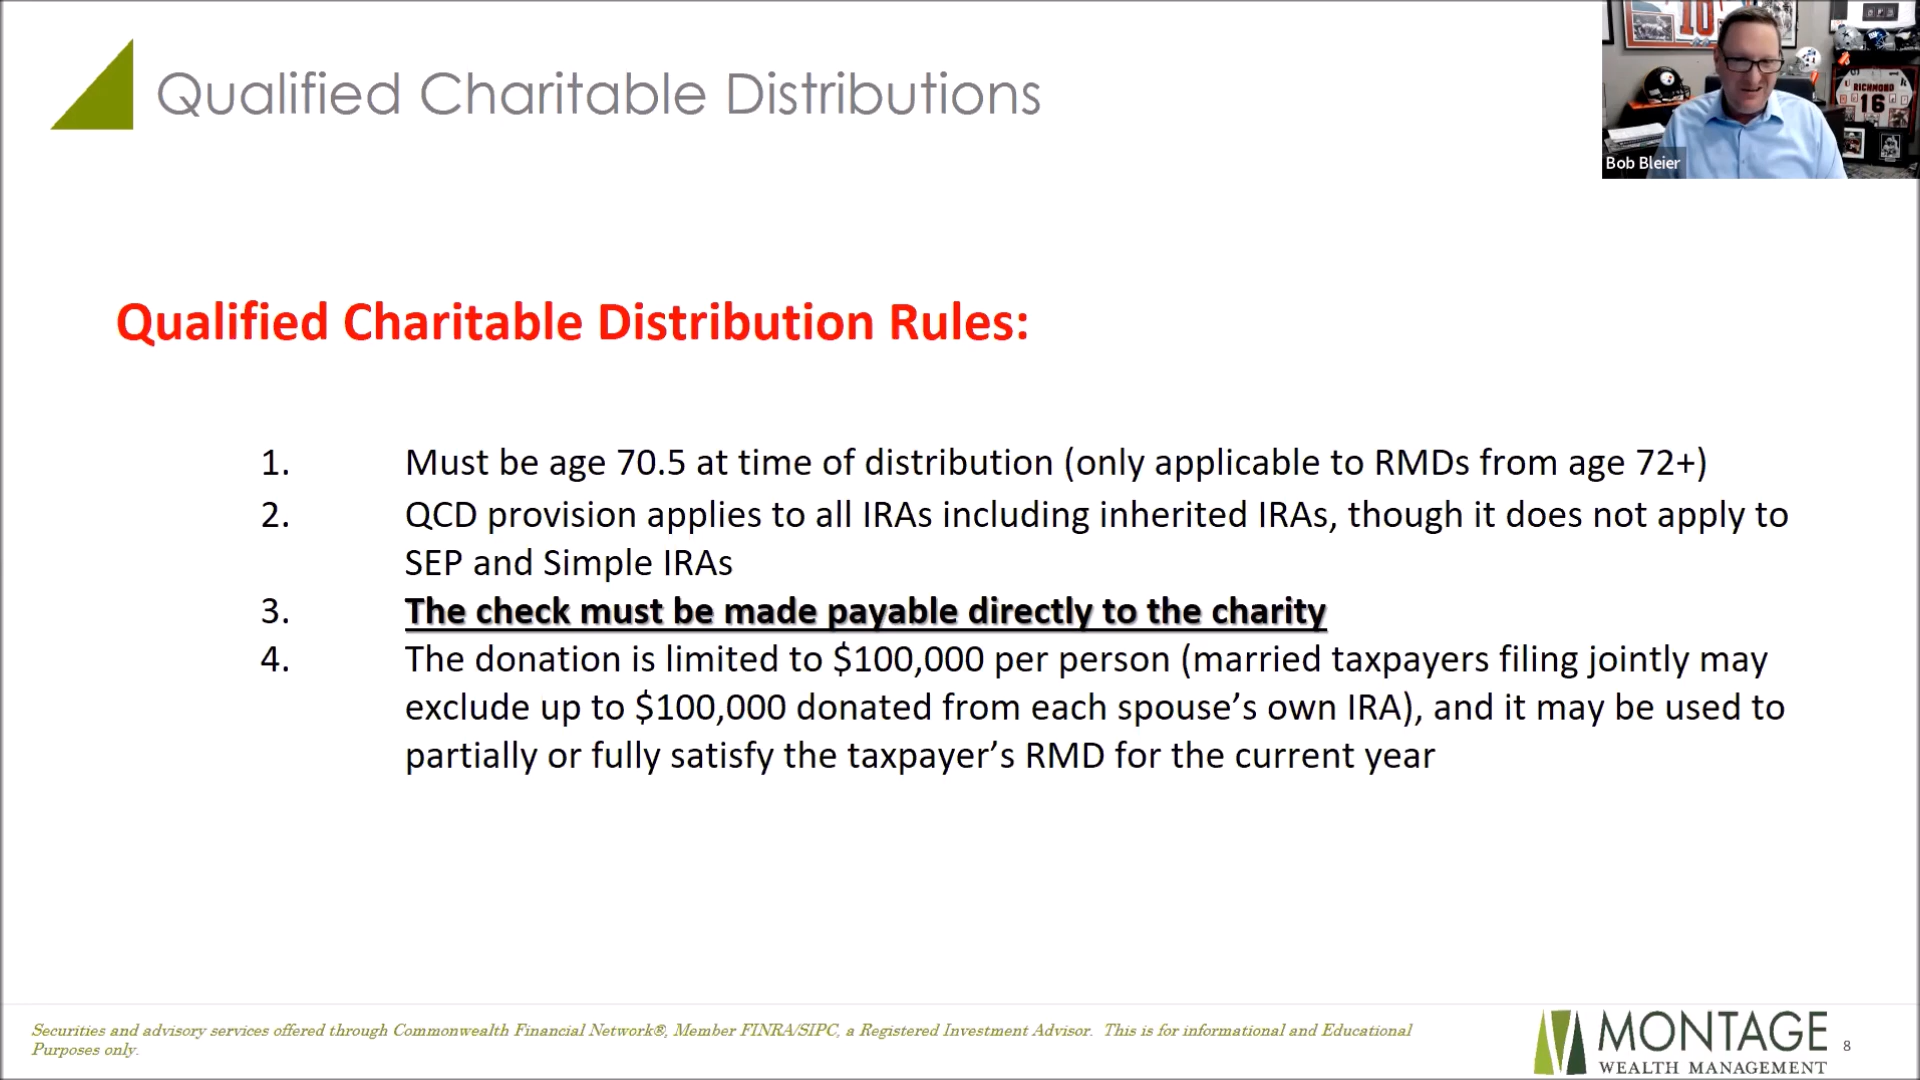 Qualified Charitable Distributions
RICHMOND
16
Bob Bleier
Qualified Charitable Distribution Rules:
1. Must be age 70.5 at time of distribution (only applicable to RMDs from age 72+)
2. QCD provision applies to all IRAs including inherited IRAs, though it does not apply to
SEP and Simple IRAs
3. The check must be made payable directly to the charity
4. The donation is limited to $100,000 per person (married taxpayers filing jointly may
exclude up to $100,000 donated from each spouse’s own IRA), and it may be used to
partially or fully satisfy the taxpayer’s RMD for the current year
Securities and advisory services offered through Commonwealth Financial Network®, Member FINRA/SIPC, a Registered Investment Advisor. This is for informational and Educational
Purposes only.
MONTAGE
WEALTH MANAGEMENT
8